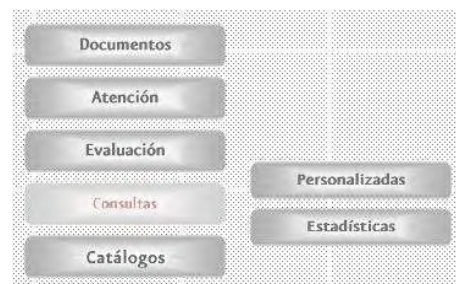 Documentos
Atención
Evaluación
Consultas
Catálogos
Personalizadas
Estadísticas